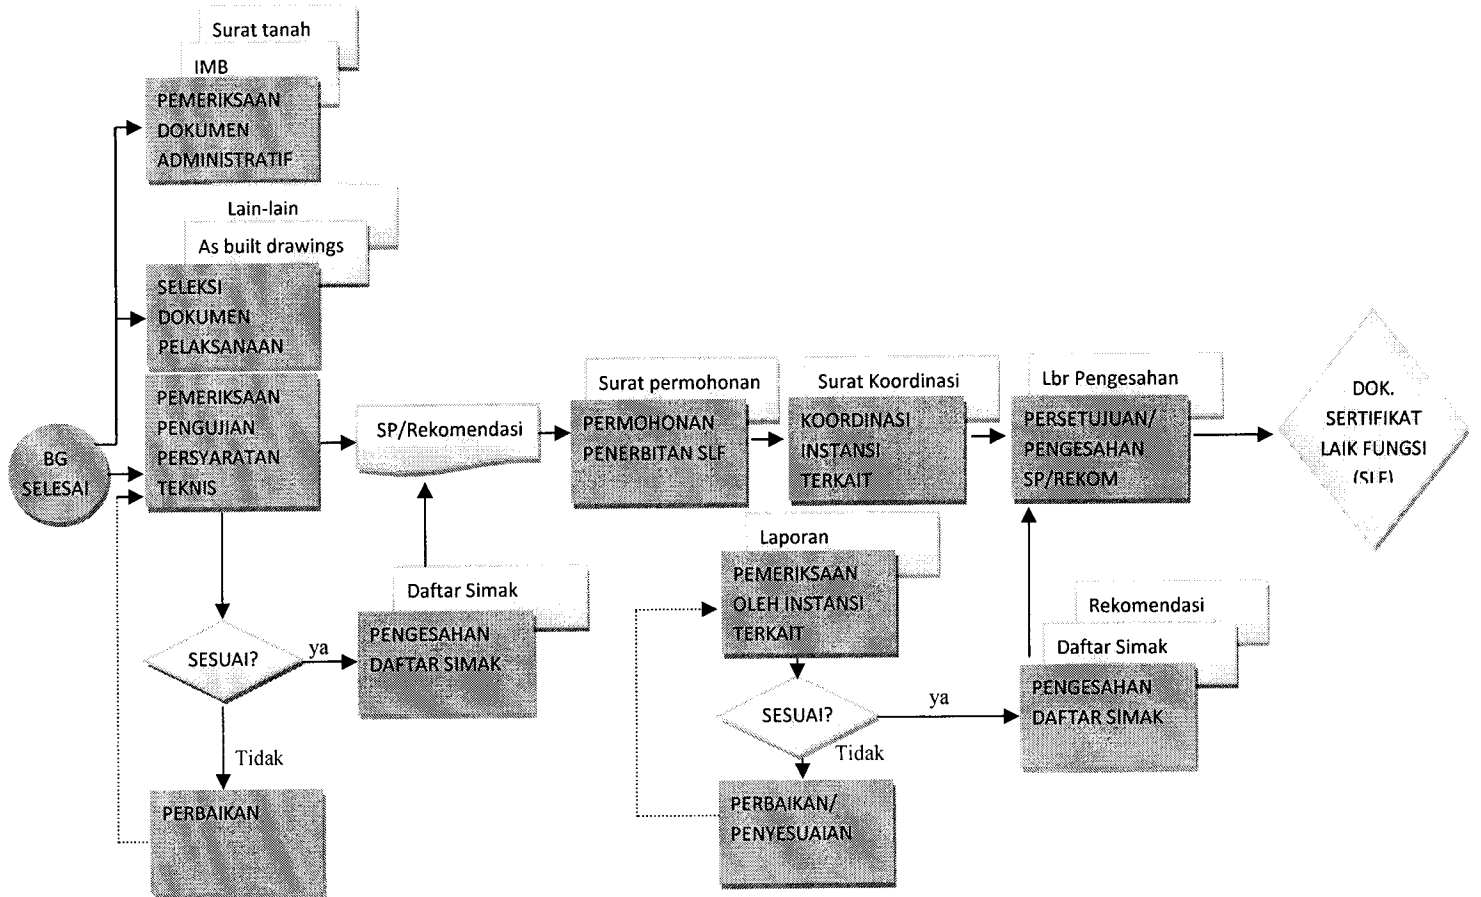 Surat tanah
IMB
PEMERIKSAAN
DOKUMEN
ADMINISTRATIF
Lain-lain
As built drawings
SELEKSI
DOKUMEN
PELAKSANAAN
BG
SELESAI
PEMERIKSAAN
PENGUJIAN
PERSYARATAN
TEKNIS
SP/Rekomendasi
Surat permohonan
PERMOHONAN
PENERBITAN SLF
Surat Koordinasi
KOORDINASI
INSTANSI
TERKAIT
Lbr Pengesahan
PERSETUJUAN/
PENGESAHAN
SP/REKOM
DOK.
SERTIFIKAT
LAIK FUNGSI
(SLF)
SESUAI?
ya
Daftar Simak
PENGESAHAN
DAFTAR SIMAK
Tidak
PERBAIKAN
Laporan
PEMERIKSAAN
OLEH INSTANSI
TERKAIT
SESUAI?
ya
Tidak
PERBAIKAN/
PENYESUAIAN
Rekomendasi
Daftar Simak
PENGESAHAN
DAFTAR SIMAK